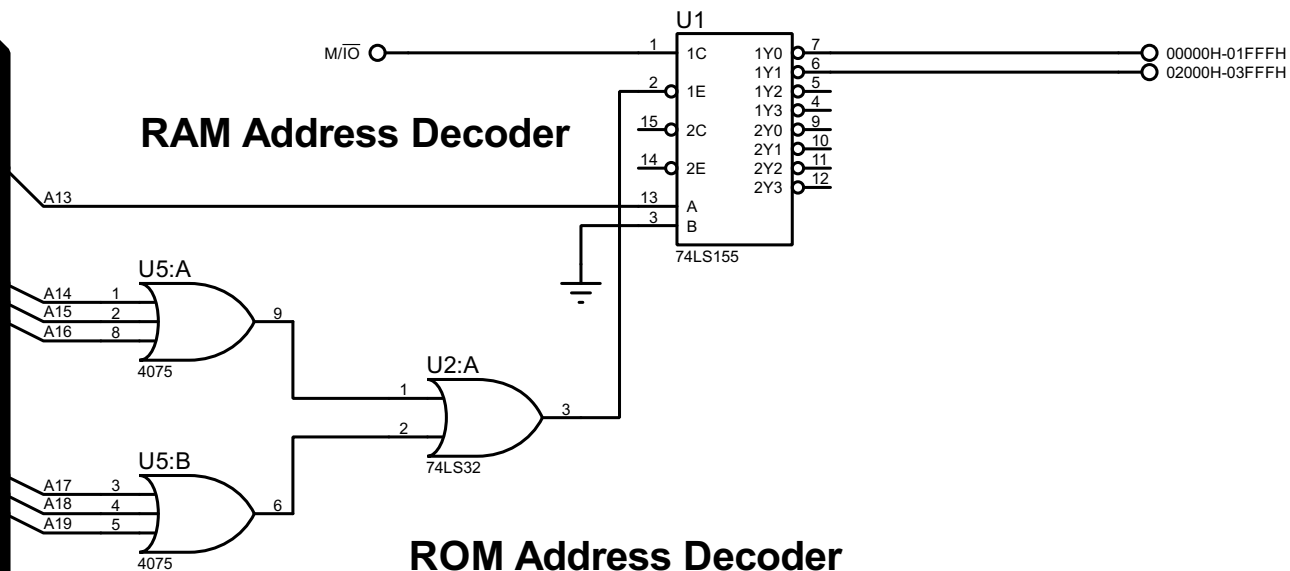 U1
M/IO
1
1C
1Y0
7
00000H-01FFFH
1Y1
6
02000H-03FFFH
2
1E
1Y2
5
1Y3
4
RAM Address Decoder
15
2C
2Y0
9
2Y1
10
14
2E
2Y2
11
2Y3
12
A13
13
A
3
B
74LS155
U5:A
A14
1
A15
2
9
A16
8
4075
U2:A
1
3
2
74LS32
U5:B
A17
3
A18
4
6
A19
5
4075
ROM Address Decoder